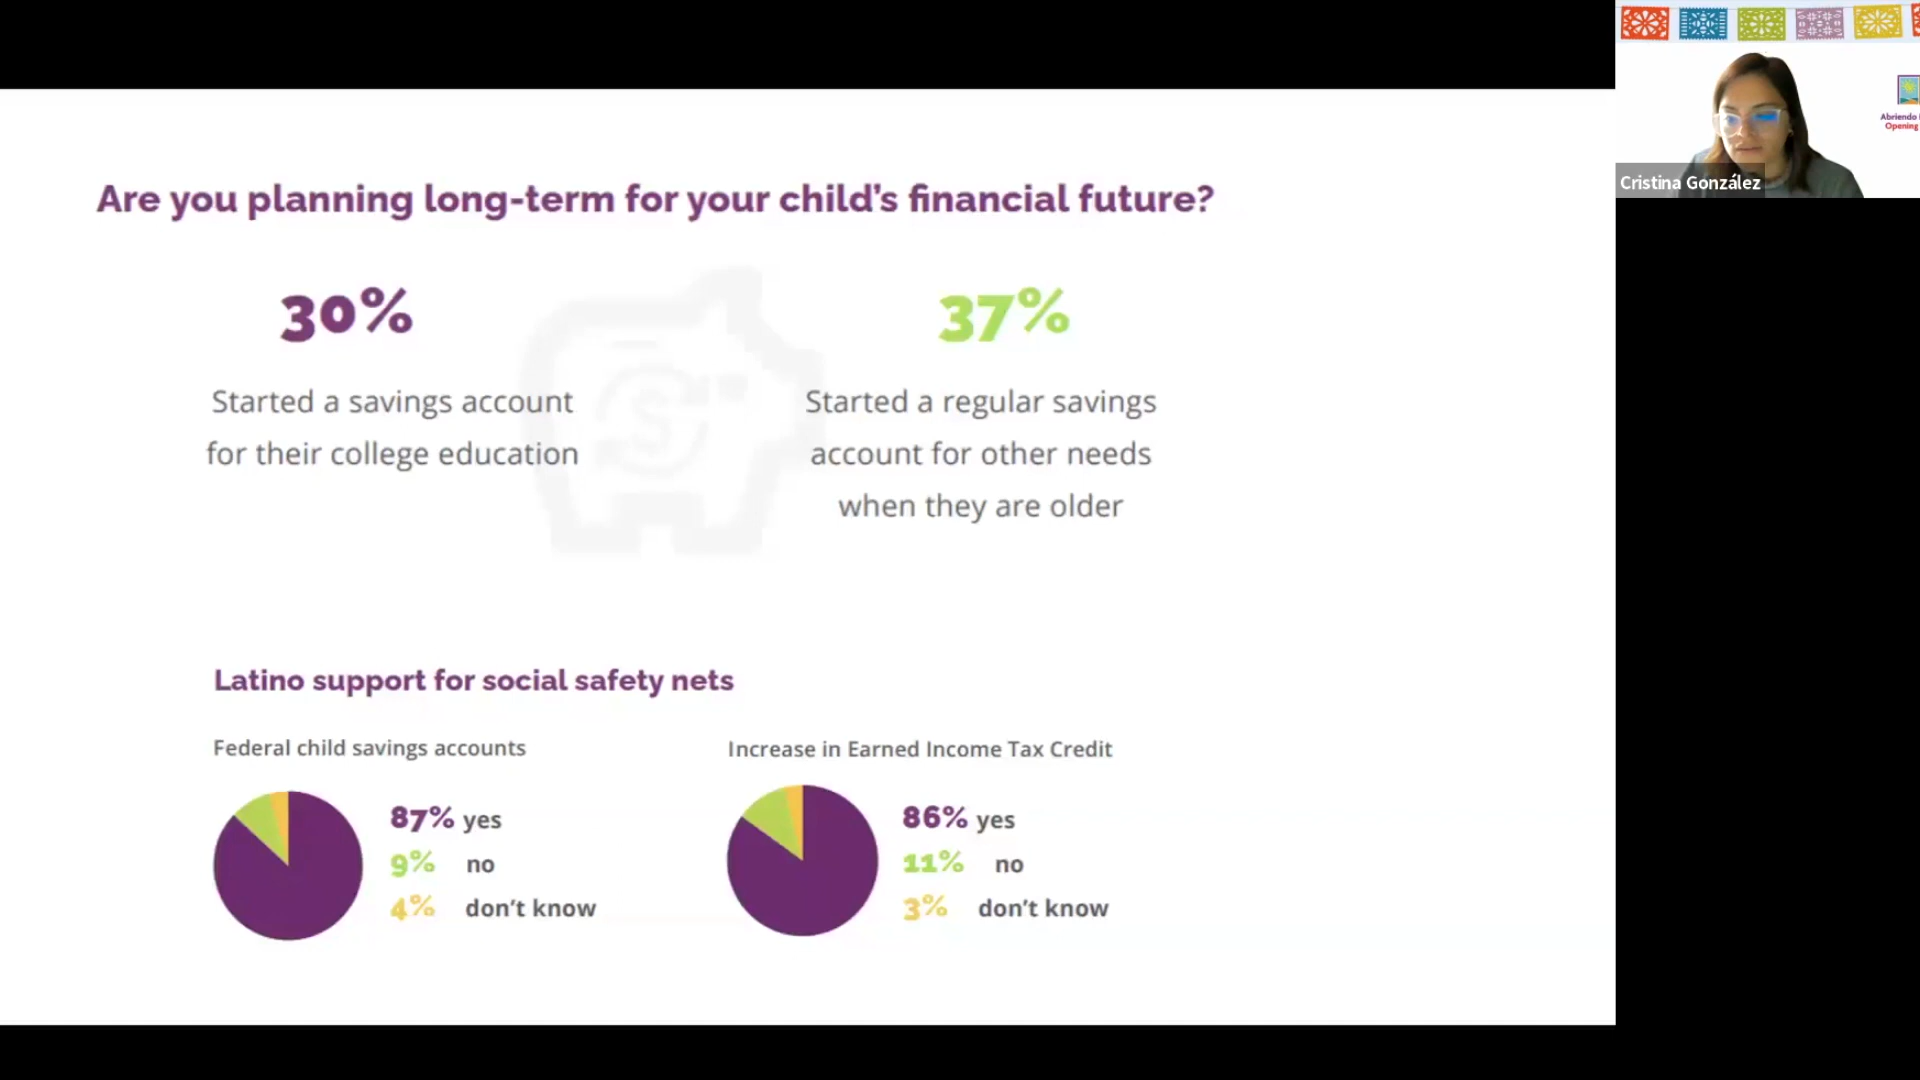 Are you planning long-term for your child's financial future?
30%
Started a savings account
for their college education
37%
Started a regular savings
account for other needs
when they are older
Latino support for social safety nets
Federal child savings accounts
87% yes
9% no
4% don't know
Increase in Earned Income Tax Credit
86% yes
11% no
3% don't know
Abriendo
Opening
Cristina González